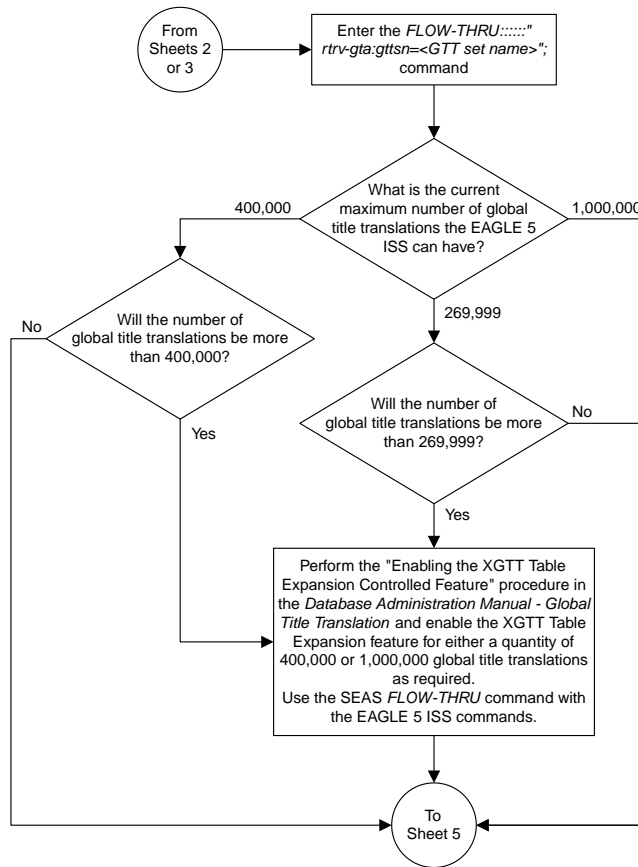 From
Sheets 2
or 3
Enter the FLOW-THRU::::::"
rtrv-gta:gttsn=<GTT set name>";
command
What is the current
maximum number of global
title translations the EAGLE 5
ISS can have?
400,000
1,000,000
269,999
No
Will the number of
global title translations be more
than 400,000?
Yes
Will the number of
global title translations be more
than 269,999?
No
Yes
Perform the "Enabling the XGTT Table
Expansion Controlled Feature" procedure in
the Database Administration Manual - Global
Title Translation and enable the XGTT Table
Expansion feature for either a quantity of
400,000 or 1,000,000 global title translations
as required.
Use the SEAS FLOW-THRU command with
the EAGLE 5 ISS commands.
To
Sheet 5